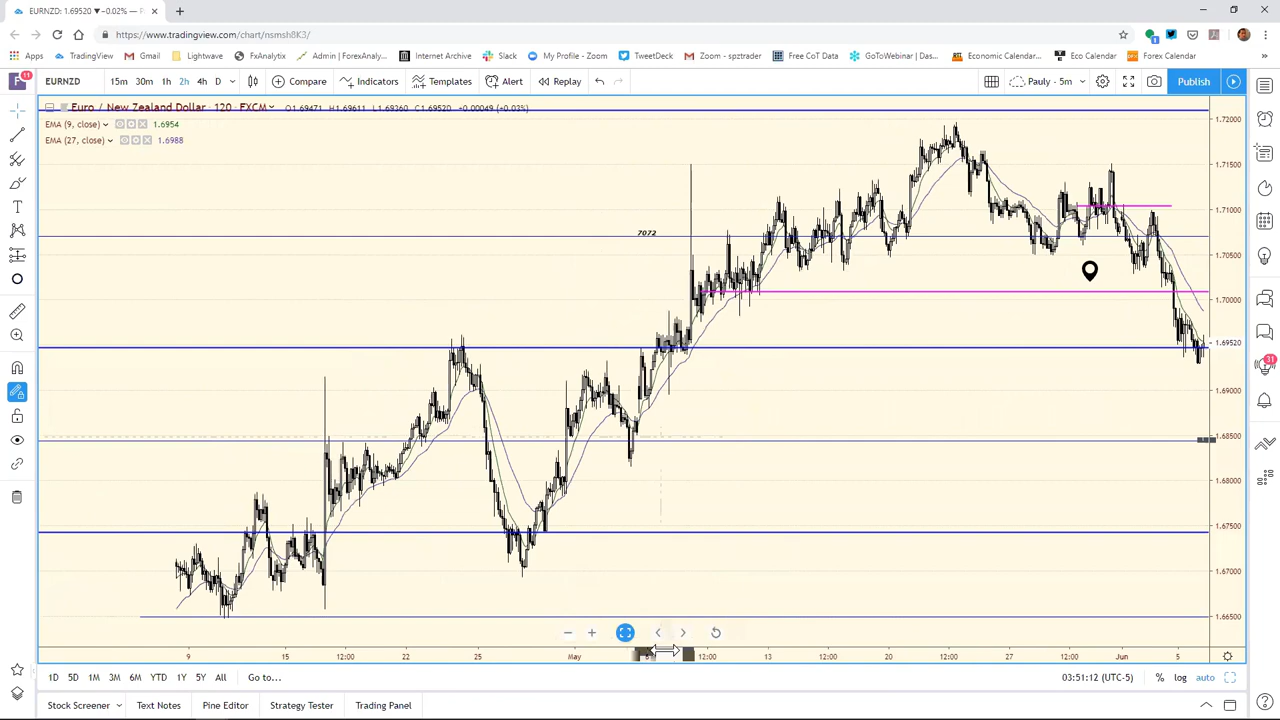 EURNZD: 1.69520 ▼−0.02% — P
https://www.tradingview.com/chart/nsmsh8K3/
Apps TradingView Gmail Lightwave FxAnalytix Admin | ForexAnaly... Internet Archive Slack My Profile - Zoom TweetDeck Zoom - spztrader Free CoT Data GoToWebinar | Das... Economic Calendar... Eco Calendar Forex Calendar
F 11 EURNZD 15m 30m 1h 2h 4h D Compare Indicators Templates Alert Replay Pauly - 5m Publish
Euro / New Zealand Dollar · 120 · FXCM O1.69471 H1.69611 L1.69360 C1.69520 +0.00049 (+0.03%)
EMA (9, close) 1.6954
EMA (27, close) 1.6988
1.72000
1.71500
1.71000
7072
1.70500
1.70000
1.69520
31
1.69000
1.68500
1.68000
1.67500
1.67000
1.66500
9 15 12:00 22 25 May 6 12:00 13 12:00 20 12:00 27 12:00 Jun 5
1D 5D 1M 3M 6M YTD 1Y 5Y All Go to... 03:51:12 (UTC-5) % log auto
Stock Screener Text Notes Pine Editor Strategy Tester Trading Panel